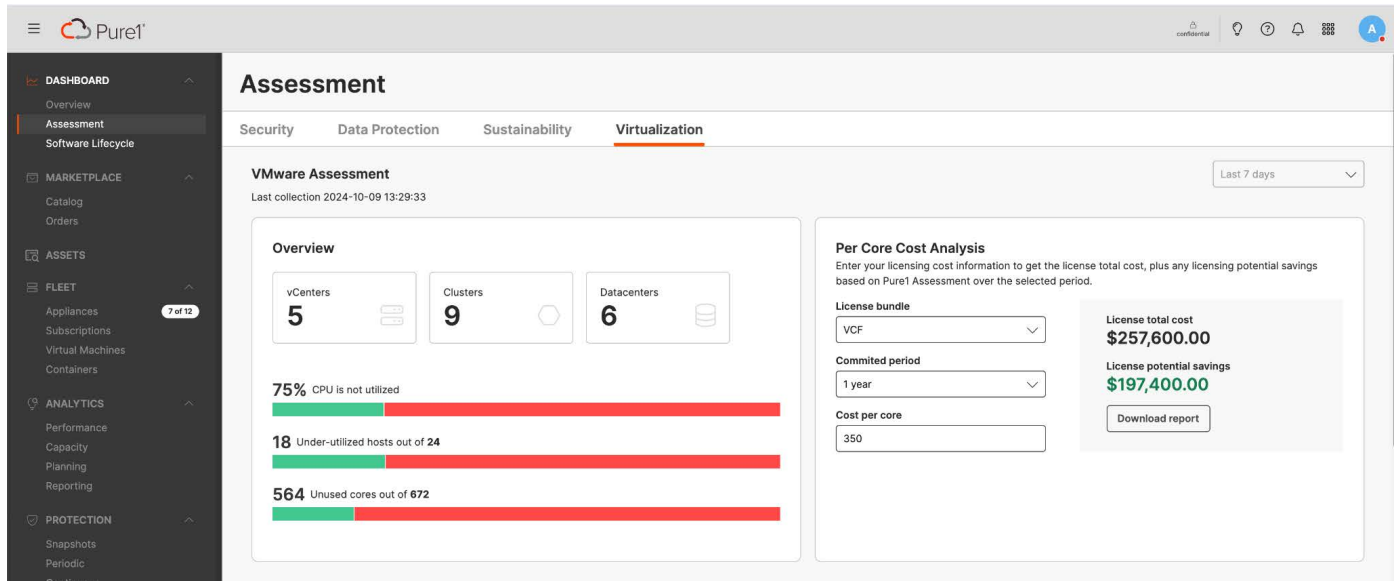 Pure1®
confidential
A
DASHBOARD
Overview
Assessment
Software Lifecycle
MARKETPLACE
Catalog
Orders
ASSETS
FLEET
Appliances 7 of 12
Subscriptions
Virtual Machines
Containers
ANALYTICS
Performance
Capacity
Planning
Reporting
PROTECTION
Snapshots
Periodic
Assessment
Security Data Protection Sustainability Virtualization
VMware Assessment
Last 7 days
Last collection 2024-10-09 13:29:33
Overview
vCenters
5
Clusters
9
Datacenters
6
75% CPU is not utilized
18 Under-utilized hosts out of 24
564 Unused cores out of 672
Per Core Cost Analysis
Enter your licensing cost information to get the license total cost, plus any licensing potential savings
based on Pure1 Assessment over the selected period.
License bundle
VCF
Commited period
1 year
Cost per core
350
License total cost
$257,600.00
License potential savings
$197,400.00
Download report